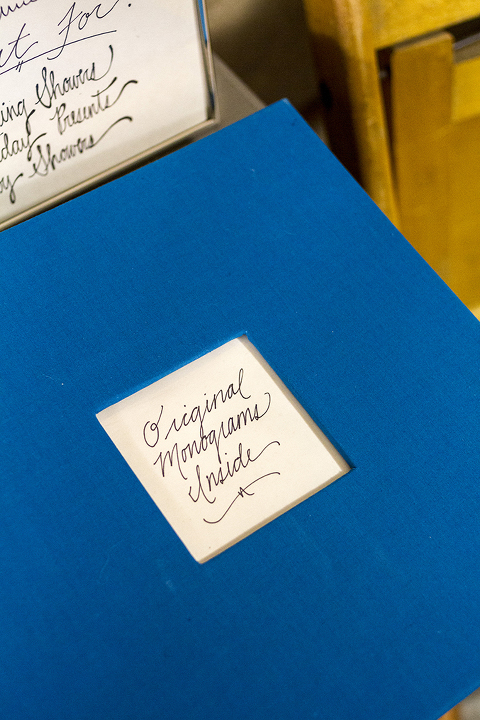 For:
Showers
Presents
Showers
Original
Monograms
Inside